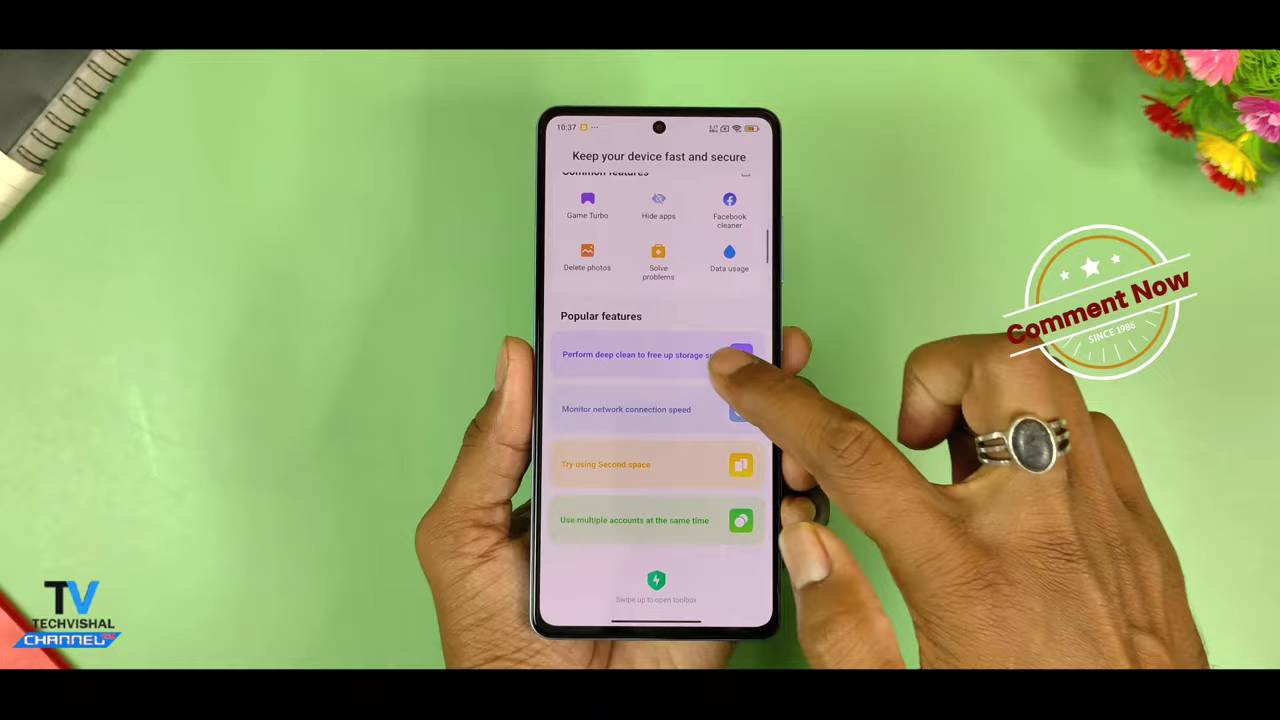 10:37
Keep your device fast and secure
Common features
Game Turbo
Hide apps
Facebook
cleaner
Delete photos
Solve
problems
Data usage
Popular features
Perform deep clean to free up storage
Monitor network connection speed
Try using Second space
Use multiple accounts at the same time
Swipe up to open toolbox
Comment Now
SINCE 1986
TV
TECHVISHAL
CHANNEL